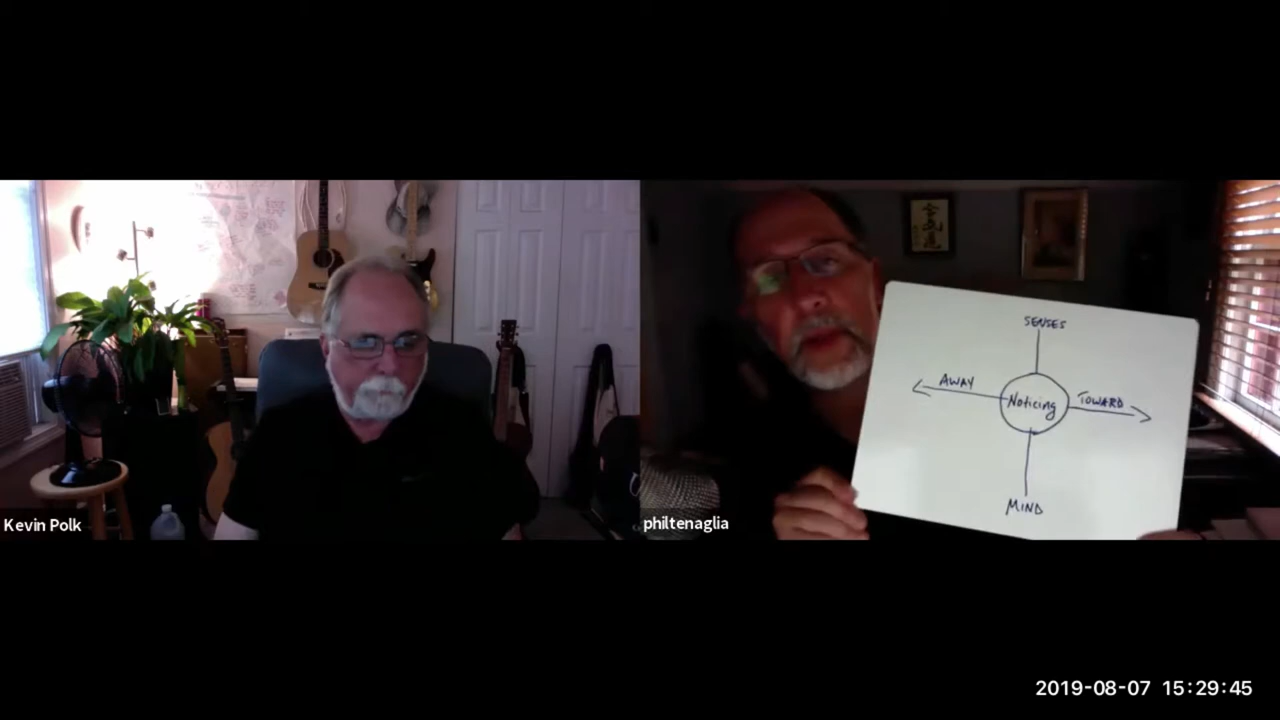 SENSES
AWAY
Noticing
TOWARD
MIND
Kevin Polk
philtenaglia
2019-08-07 15:29:45